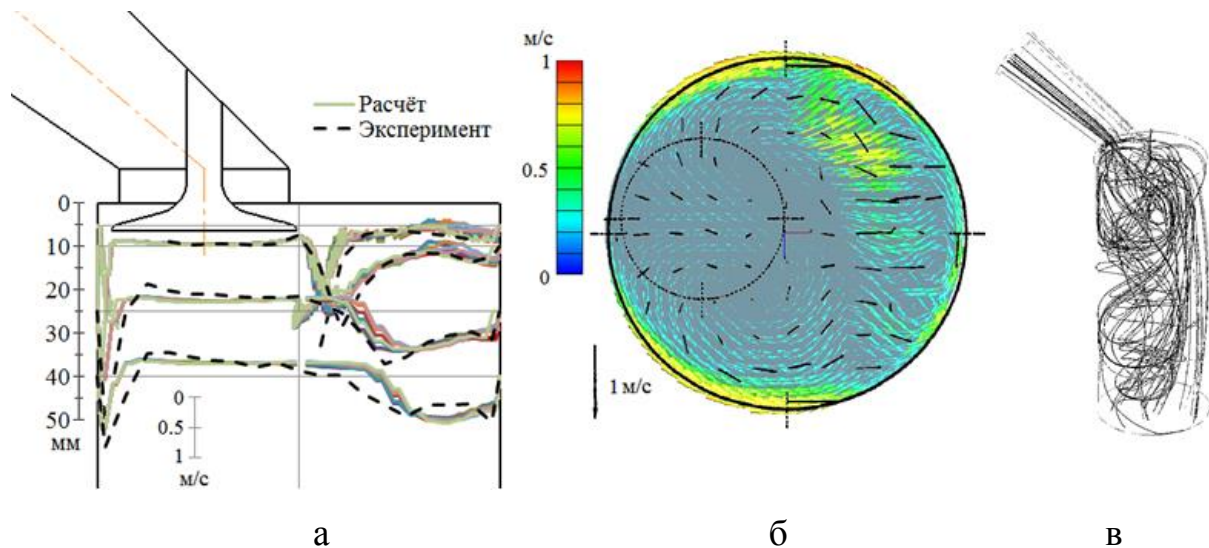 Расчёт
Эксперимент
0
10
20
30
40
50
мм
0
0.5
1
м/с
м/с
1
0.5
0
1 м/с
а
б
в